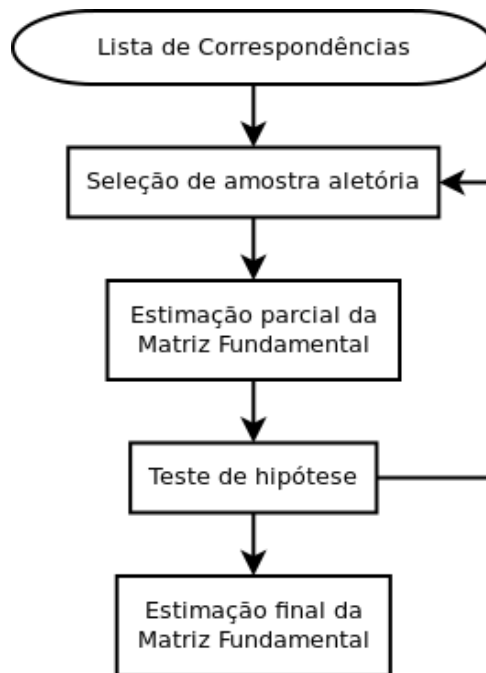 Lista de Correspondências
Seleção de amostra aletória
Estimação parcial da
Matriz Fundamental
Teste de hipótese
Estimação final da
Matriz Fundamental